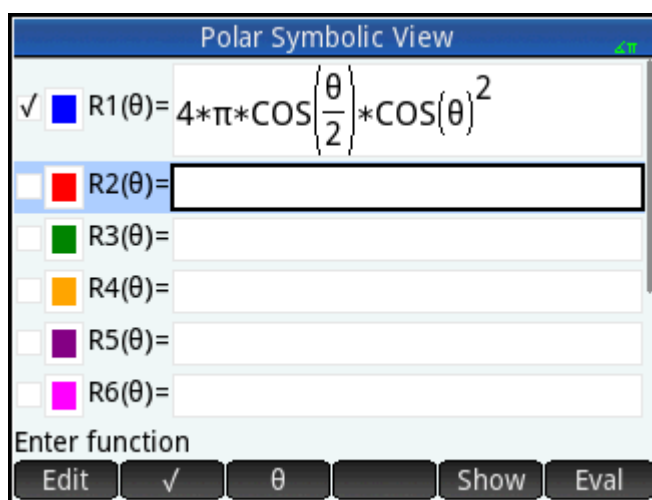 Polar Symbolic View
∡π
√ R1(θ)= 4*π*COS(θ/2)*COS(θ)^2
R2(θ)=
R3(θ)=
R4(θ)=
R5(θ)=
R6(θ)=
Enter function
Edit √ θ Show Eval